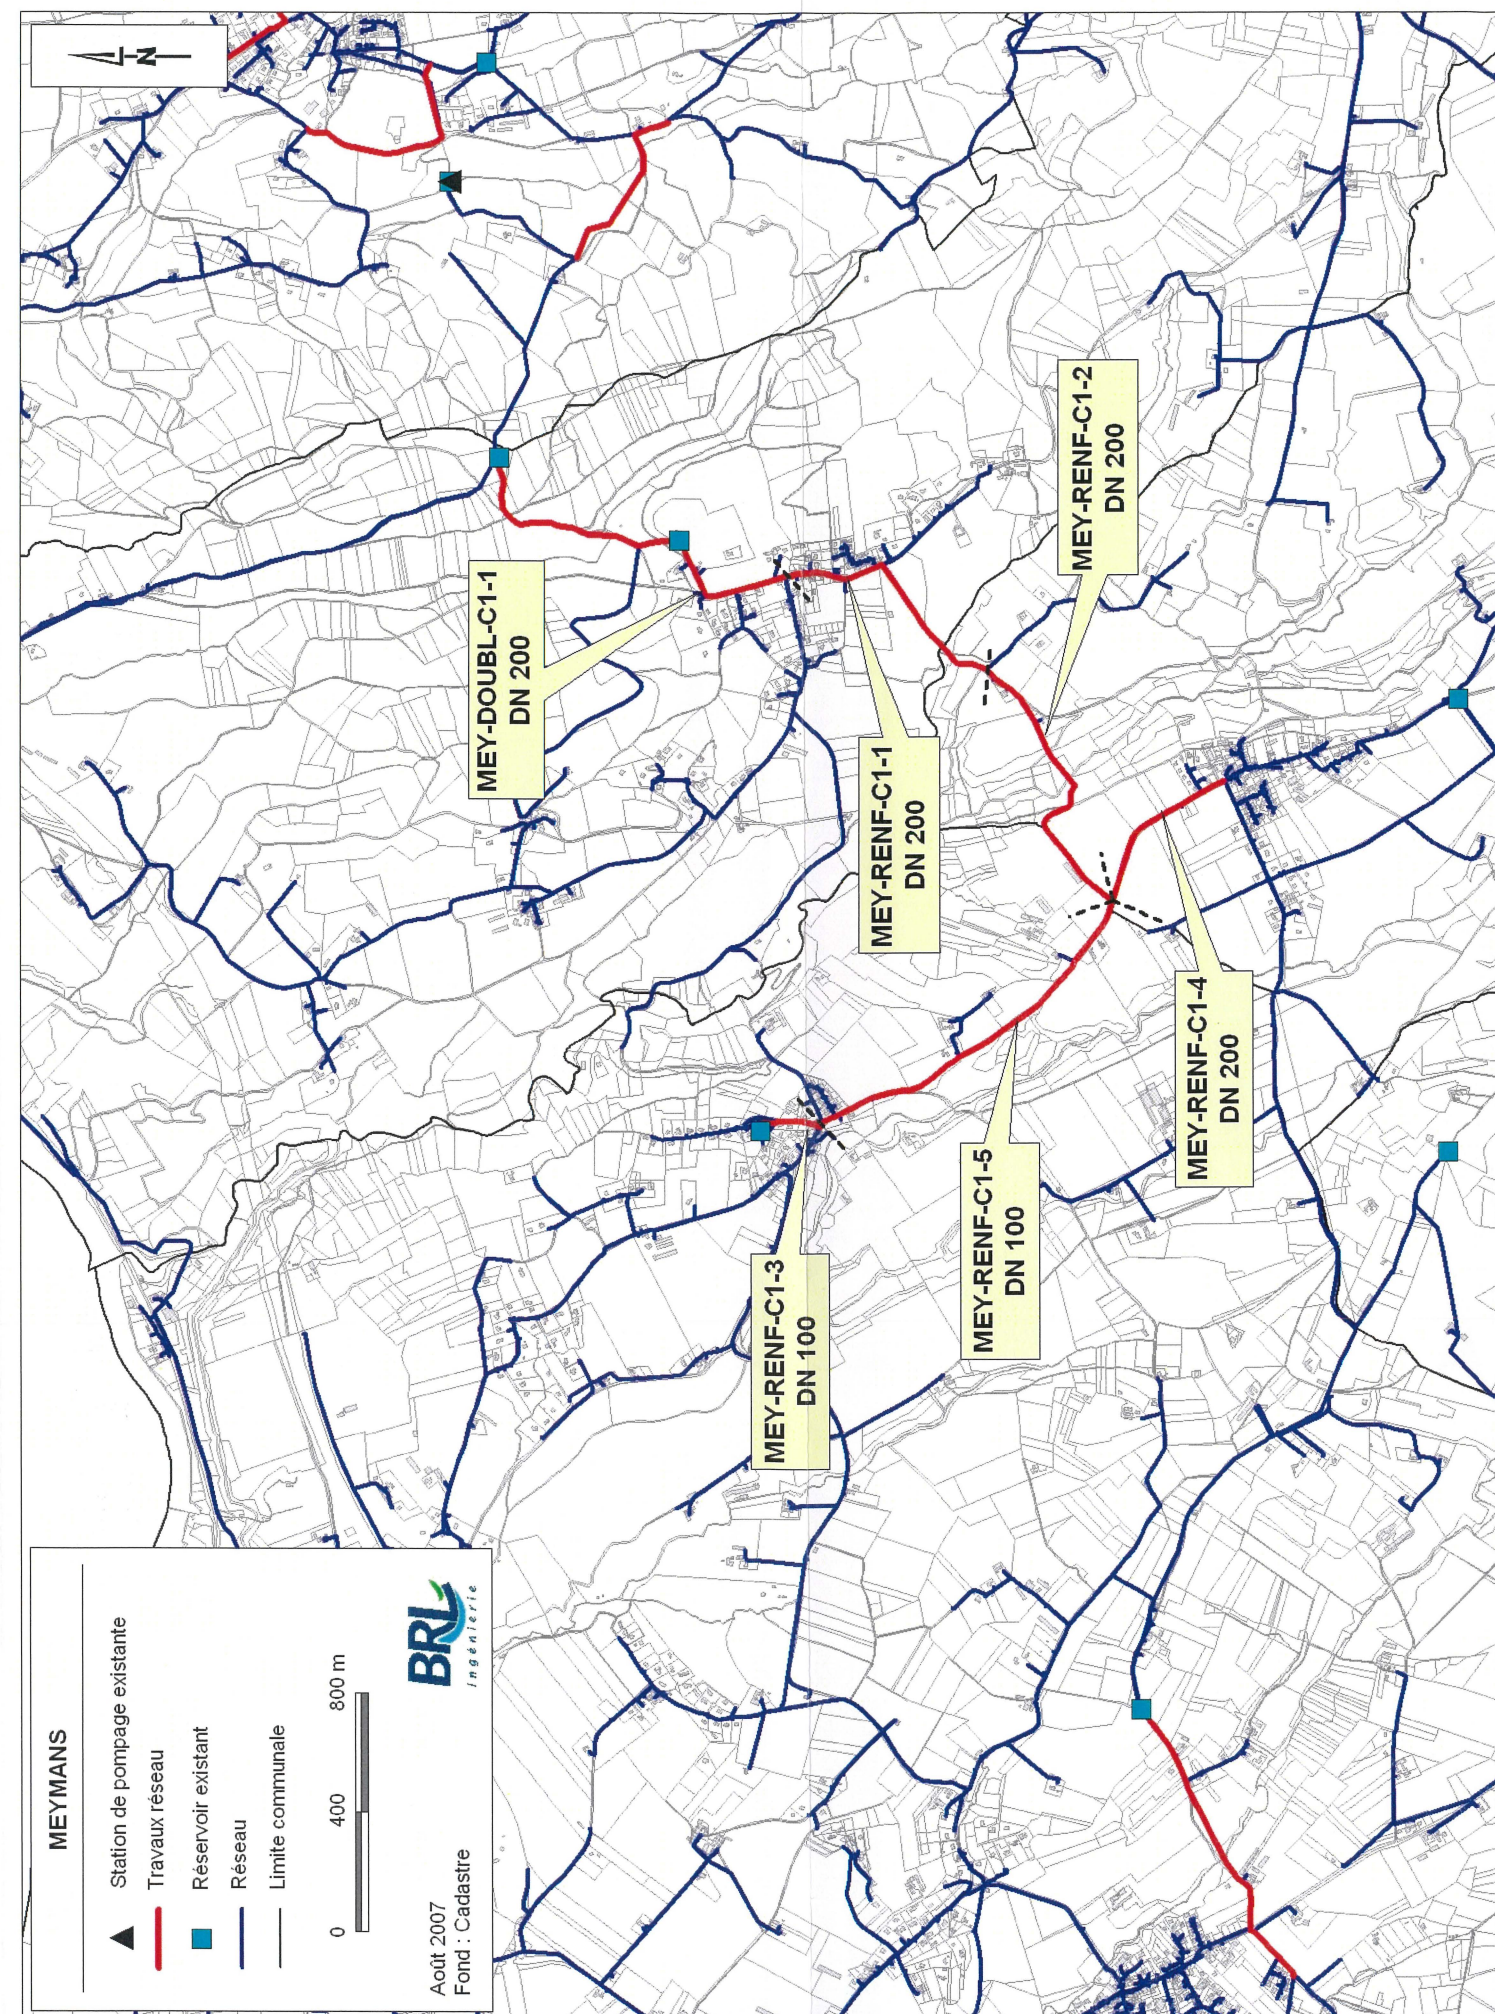 N
MEY-DOUBL-C1-1
DN 200
MEY-RENF-C1-2
DN 200
MEY-RENF-C1-1
DN 200
MEY-RENF-C1-4
DN 200
MEY-RENF-C1-5
DN 100
MEY-RENF-C1-3
DN 100
MEYMANS
Station de pompage existante
Travaux réseau
Réservoir existant
Réseau
Limite communale
0 400 800 m
Août 2007
Fond : Cadastre
BRL
ingénierie